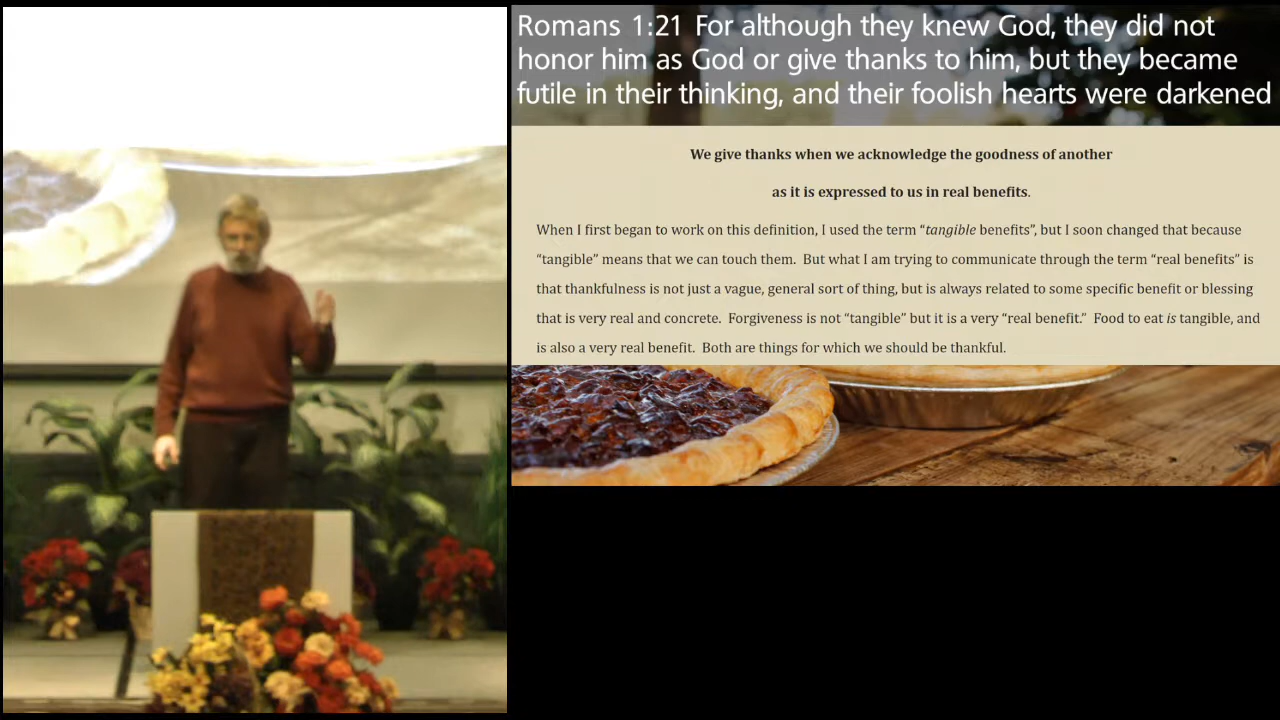 Romans 1:21 For although they knew God, they did not
honor him as God or give thanks to him, but they became
futile in their thinking, and their foolish hearts were darkened
We give thanks when we acknowledge the goodness of another
as it is expressed to us in real benefits.
When I first began to work on this definition, I used the term “tangible benefits”, but I soon changed that because
“tangible” means that we can touch them. But what I am trying to communicate through the term “real benefits” is
that thankfulness is not just a vague, general sort of thing, but is always related to some specific benefit or blessing
that is very real and concrete. Forgiveness is not “tangible” but it is a very “real benefit.” Food to eat is tangible, and
is also a very real benefit. Both are things for which we should be thankful.